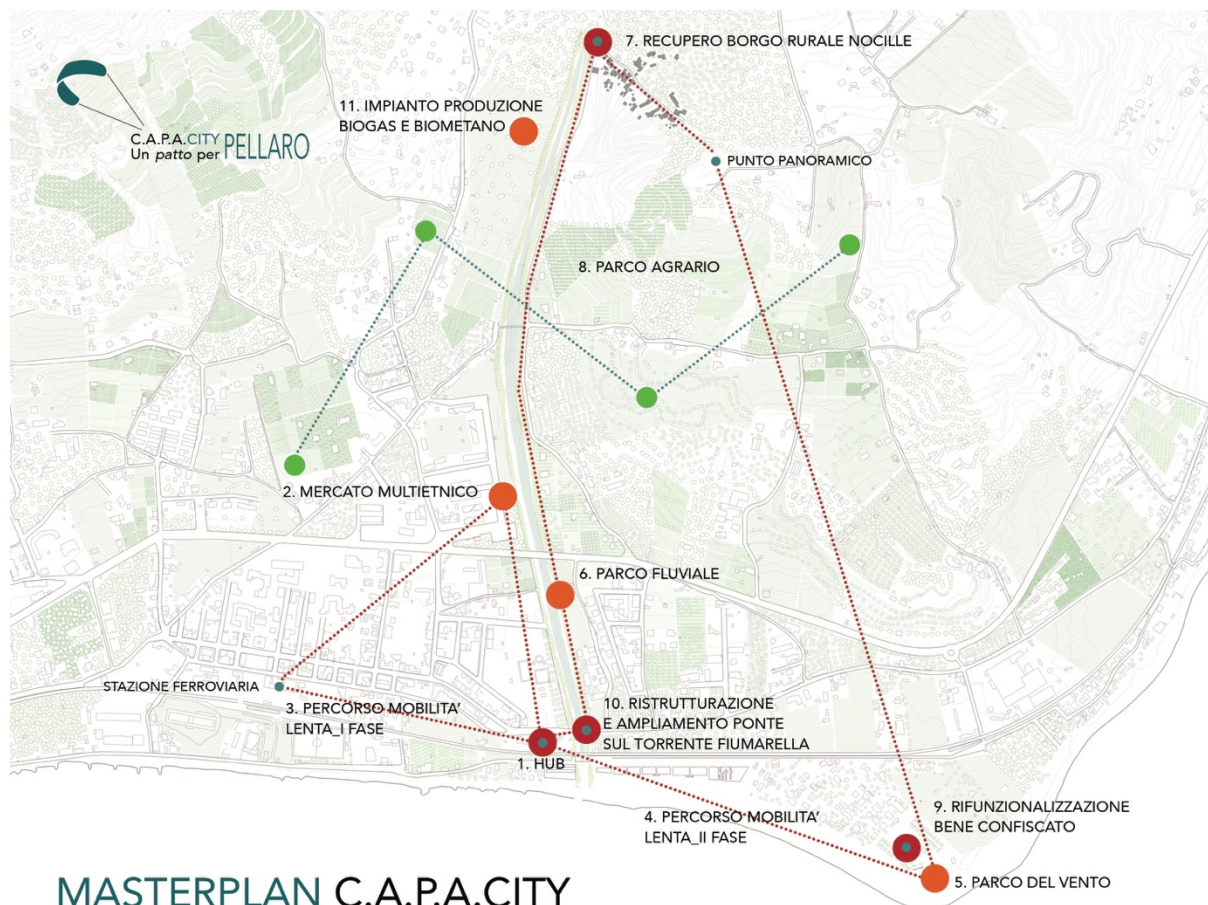 7. RECUPERO BORGO RURALE NOCILLE
11. IMPIANTO PRODUZIONE
BIOGAS E BIOMETANO
C.A.P.A.CITY
Un patto per PELLARO
PUNTO PANORAMICO
8. PARCO AGRARIO
2. MERCATO MULTIETNICO
6. PARCO FLUVIALE
STAZIONE FERROVIARIA
3. PERCORSO MOBILITA'
LENTA_I FASE
10. RISTRUTTURAZIONE
E AMPLIAMENTO PONTE
SUL TORRENTE FIUMARELLA
1. HUB
4. PERCORSO MOBILITA'
LENTA_II FASE
9. RIFUNZIONALIZZAZIONE
BENE CONFISCATO
5. PARCO DEL VENTO
MASTERPLAN C.A.P.A.CITY